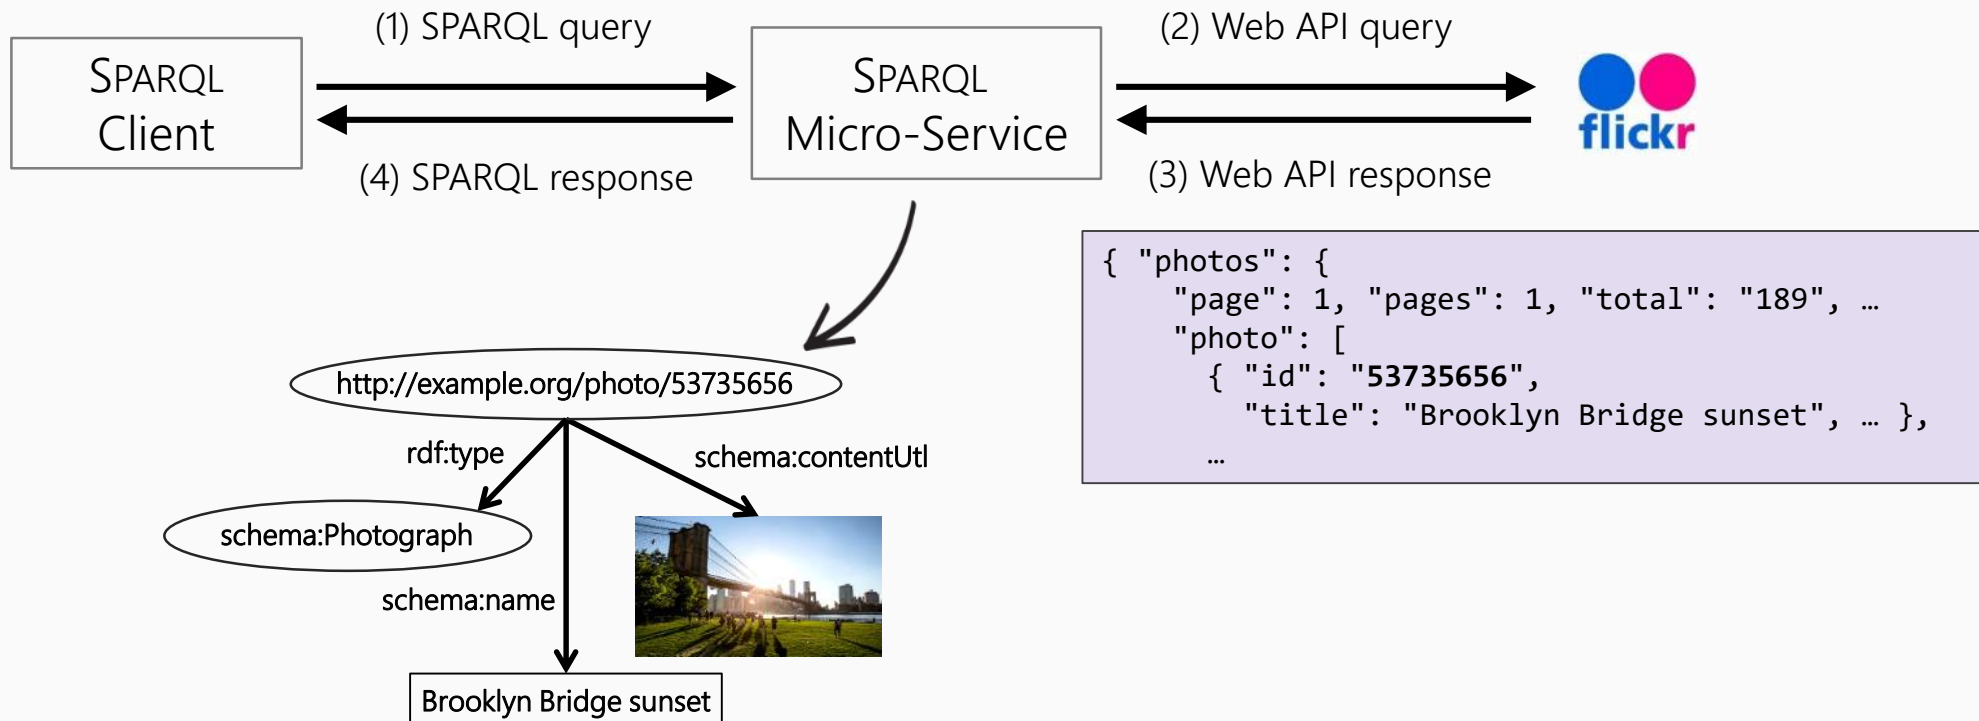 (1) SPARQL query
(2) Web API query
SPARQL
Client
SPARQL
Micro-Service
flickr
(4) SPARQL response
(3) Web API response
{ "photos": {
"page": 1, "pages": 1, "total": "189", …
"photo": [
{ "id": "53735656",
"title": "Brooklyn Bridge sunset", … },
…
http://example.org/photo/53735656
rdf:type
schema:contentUtl
schema:Photograph
schema:name
Brooklyn Bridge sunset